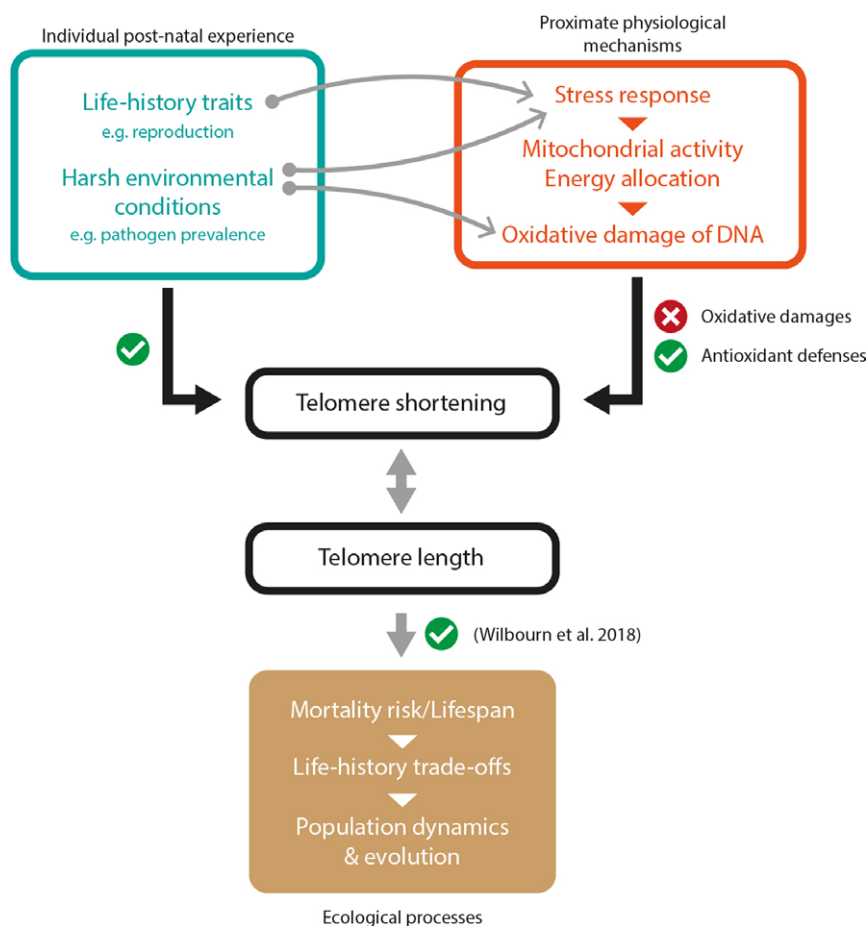 Individual post-natal experience
Life-history traits
e.g. reproduction
Harsh environmental
conditions
e.g. pathogen prevalence
Proximate physiological
mechanisms
Stress response
Mitochondrial activity
Energy allocation
Oxidative damage of DNA
Oxidative damages
Antioxidant defenses
Telomere shortening
Telomere length
(Wilbourn et al. 2018)
Mortality risk/Lifespan
Life-history trade-offs
Population dynamics
& evolution
Ecological processes